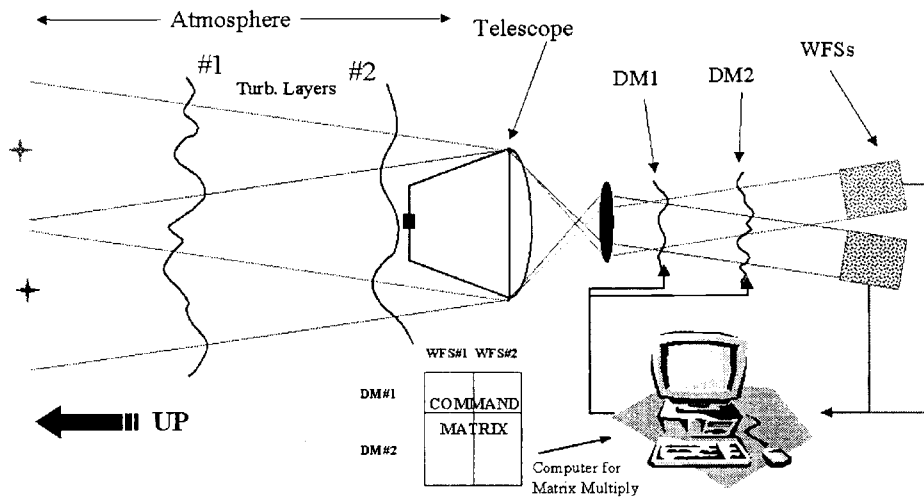 Atmosphere
Telescope
WFSs
#1
#2
Turb. Layers
DM1
DM2
WFS#1 WFS#2
DM#1
COMMAND
MATRIX
DM#2
UP
Computer for
Matrix Multiply